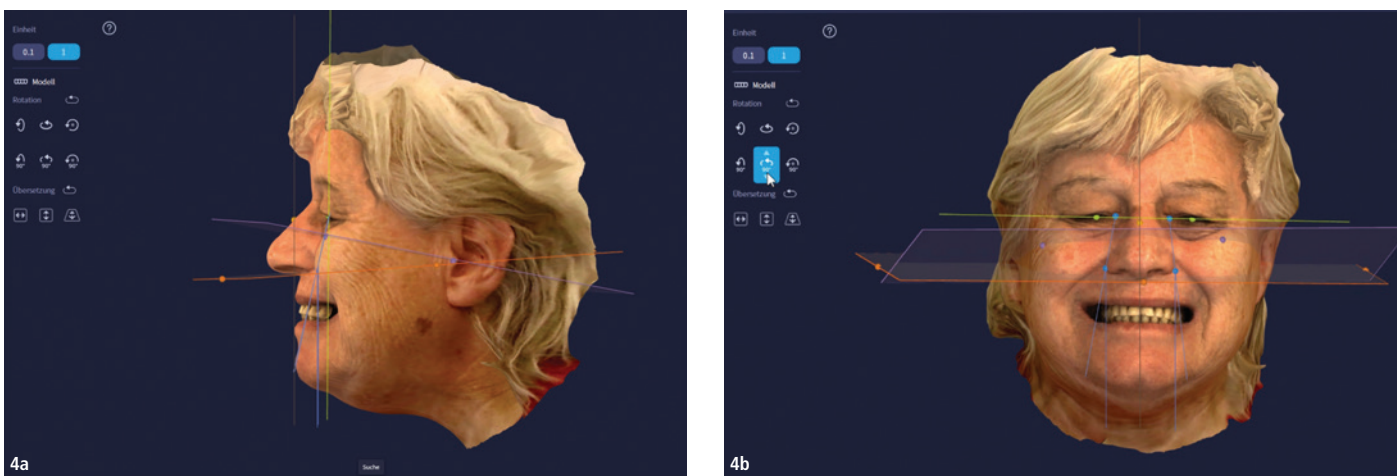 Einheit
0.1 1
Modell
Rotation
90° 90° 90°
Übersetzung
Suche
4a
Einheit
0.1 1
Modell
Rotation
90° 90° 90°
Übersetzung
4b